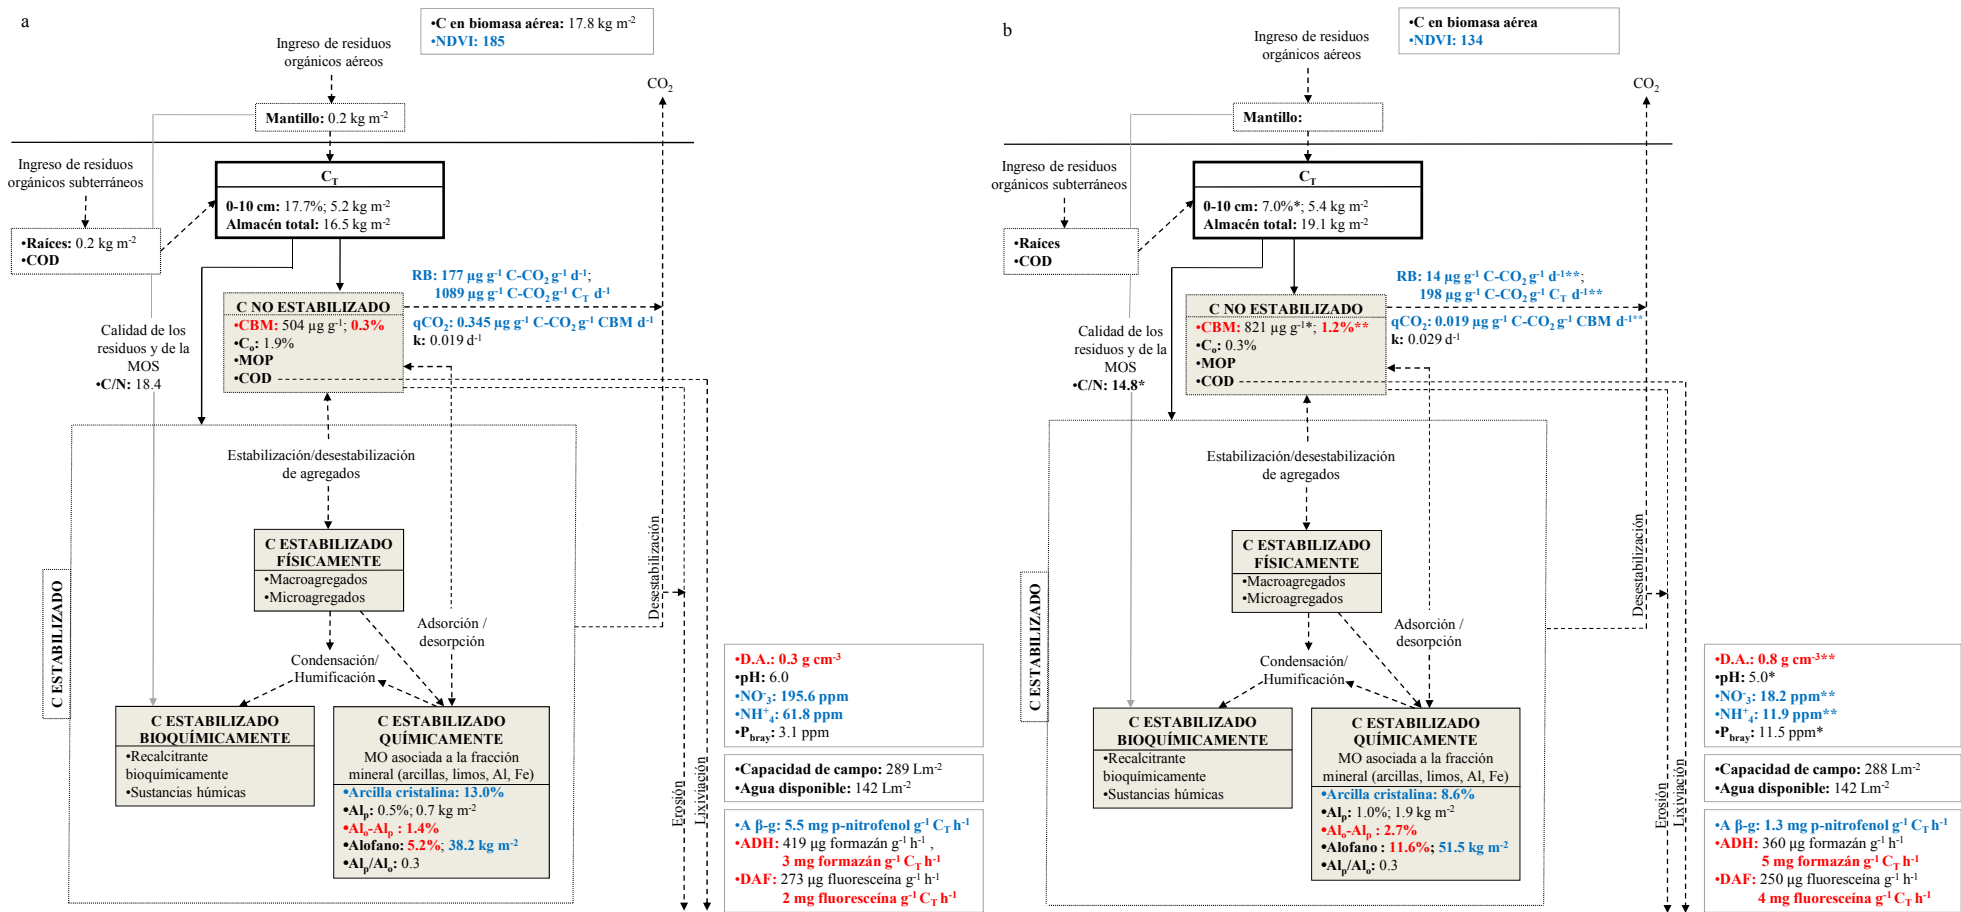 a
•C en biomasa aérea: 17.8 kg m-2
•NDVI: 185
Ingreso de residuos
orgánicos aéreos
CO2
Mantillo: 0.2 kg m-2
Ingreso de residuos
orgánicos subterráneos
CT
0-10 cm: 17.7%; 5.2 kg m-2
Almacén total: 16.5 kg m-2
•Raíces: 0.2 kg m-2
•COD
RB: 177 µg g-1 C-CO2 g-1 d-1;
1089 µg g-1 C-CO2 g-1 CT d-1
C NO ESTABILIZADO
•CBM: 504 µg g-1; 0.3%
•Co: 1.9%
•MOP
•COD
qCO2: 0.345 µg g-1 C-CO2 g-1 CBM d-1
k: 0.019 d-1
Calidad de los
residuos y de la
MOS
•C/N: 18.4
Estabilización/desestabilización
de agregados
C ESTABILIZADO
FÍSICAMENTE
•Macroagregados
•Microagregados
Desestabilización
C ESTABILIZADO
Adsorción /
desorpción
Condensación/
Humificación
C ESTABILIZADO
BIOQUÍMICAMENTE
•Recalcitrante
bioquímicamente
•Sustancias húmicas
C ESTABILIZADO
QUÍMICAMENTE
MO asociada a la fracción
mineral (arcillas, limos, Al, Fe)
•Arcilla cristalina: 13.0%
•Alp: 0.5%; 0.7 kg m-2
•Alo-Alp : 1.4%
•Alofano: 5.2%; 38.2 kg m-2
•Alp/Alo: 0.3
Erosión
Lixiviación
•D.A.: 0.3 g cm-3
•pH: 6.0
•NO-3: 195.6 ppm
•NH+4: 61.8 ppm
•Pbray: 3.1 ppm
•Capacidad de campo: 289 Lm-2
•Agua disponible: 142 Lm-2
•A β-g: 5.5 mg p-nitrofenol g-1 CT h-1
•ADH: 419 µg formazán g-1 h-1 ,
3 mg formazán g-1 CT h-1
•DAF: 273 µg fluoresceína g-1 h-1
2 mg fluoresceína g-1 CT h-1
b
•C en biomasa aérea
•NDVI: 134
Ingreso de residuos
orgánicos aéreos
CO2
Mantillo:
Ingreso de residuos
orgánicos subterráneos
CT
0-10 cm: 7.0%*; 5.4 kg m-2
Almacén total: 19.1 kg m-2
•Raíces
•COD
RB: 14 µg g-1 C-CO2 g-1 d-1**;
198 µg g-1 C-CO2 g-1 CT d-1**
C NO ESTABILIZADO
•CBM: 821 µg g-1*; 1.2%**
•Co: 0.3%
•MOP
•COD
qCO2: 0.019 µg g-1 C-CO2 g-1 CBM d-1**
k: 0.029 d-1
Calidad de los
residuos y de la
MOS
•C/N: 14.8*
Estabilización/desestabilización
de agregados
C ESTABILIZADO
FÍSICAMENTE
•Macroagregados
•Microagregados
Desestabilización
C ESTABILIZADO
Adsorción /
desorpción
Condensación/
Humificación
C ESTABILIZADO
BIOQUÍMICAMENTE
•Recalcitrante
bioquímicamente
•Sustancias húmicas
C ESTABILIZADO
QUÍMICAMENTE
MO asociada a la fracción
mineral (arcillas, limos, Al, Fe)
•Arcilla cristalina: 8.6%
•Alp: 1.0%; 1.9 kg m-2
•Alo-Alp : 2.7%
•Alofano : 11.6%; 51.5 kg m-2
•Alp/Alo: 0.3
Erosión
Lixiviación
•D.A.: 0.8 g cm-3**
•pH: 5.0*
•NO-3: 18.2 ppm**
•NH+4: 11.9 ppm**
•Pbray: 11.5 ppm*
•Capacidad de campo: 288 Lm-2
•Agua disponible: 142 Lm-2
•A β-g: 1.3 mg p-nitrofenol g-1 CT h-1
•ADH: 360 µg formazán g-1 h-1
5 mg formazán g-1 CT h-1
•DAF: 250 µg fluoresceína g-1 h-1
4 mg fluoresceína g-1 CT h-1